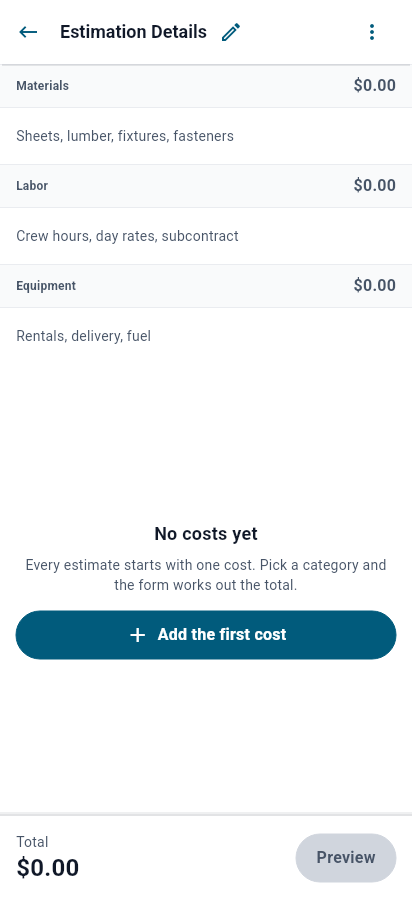 Estimation Details
Materials $0.00
Sheets, lumber, fixtures, fasteners
Labor $0.00
Crew hours, day rates, subcontract
Equipment $0.00
Rentals, delivery, fuel
No costs yet
Every estimate starts with one cost. Pick a category and
the form works out the total.
Add the first cost
Total
$0.00
Preview